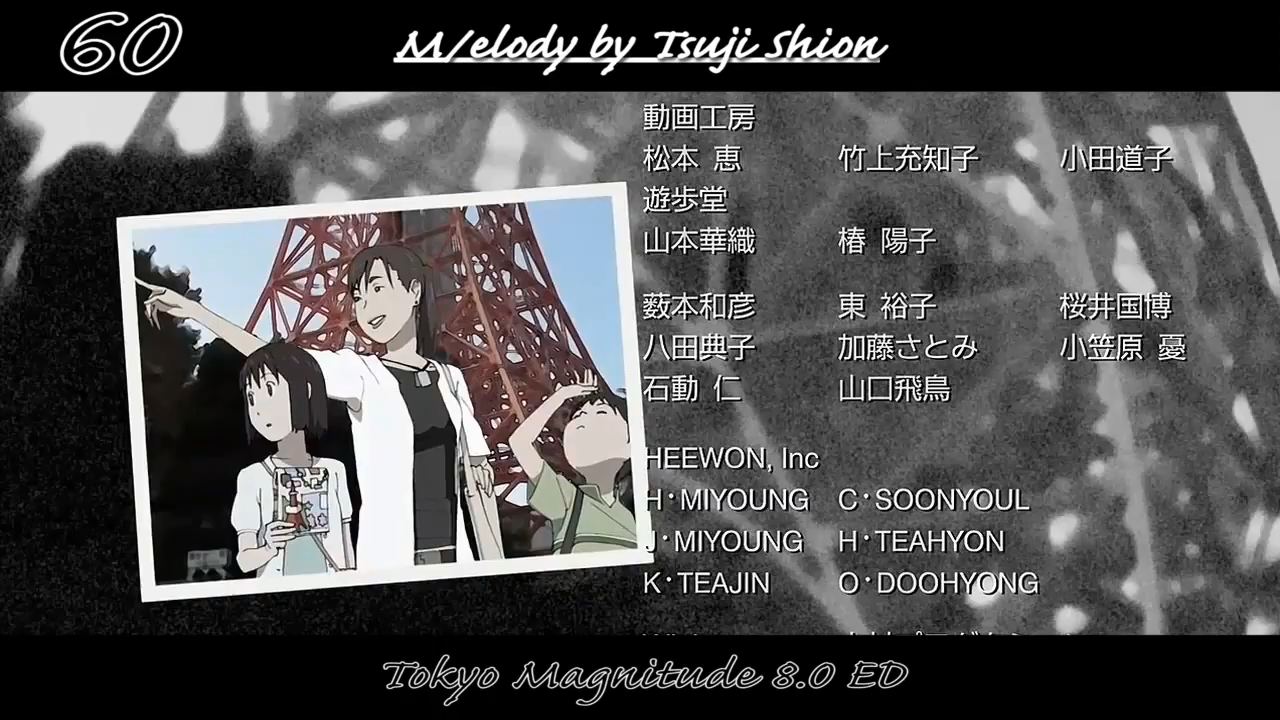 60
M/elody by Tsuji Shion
動画工房
松本 恵 竹上充知子 小田道子
遊歩堂
山本華織 椿 陽子
薮本和彦 東 裕子 桜井国博
八田典子 加藤さとみ 小笠原 憂
石動 仁 山口飛鳥
HEEWON, Inc
H・MIYOUNG C・SOONYOUL
J・MIYOUNG H・TEAHYON
K・TEAJIN O・DOOHYONG
Tokyo Magnitude 8.0 ED